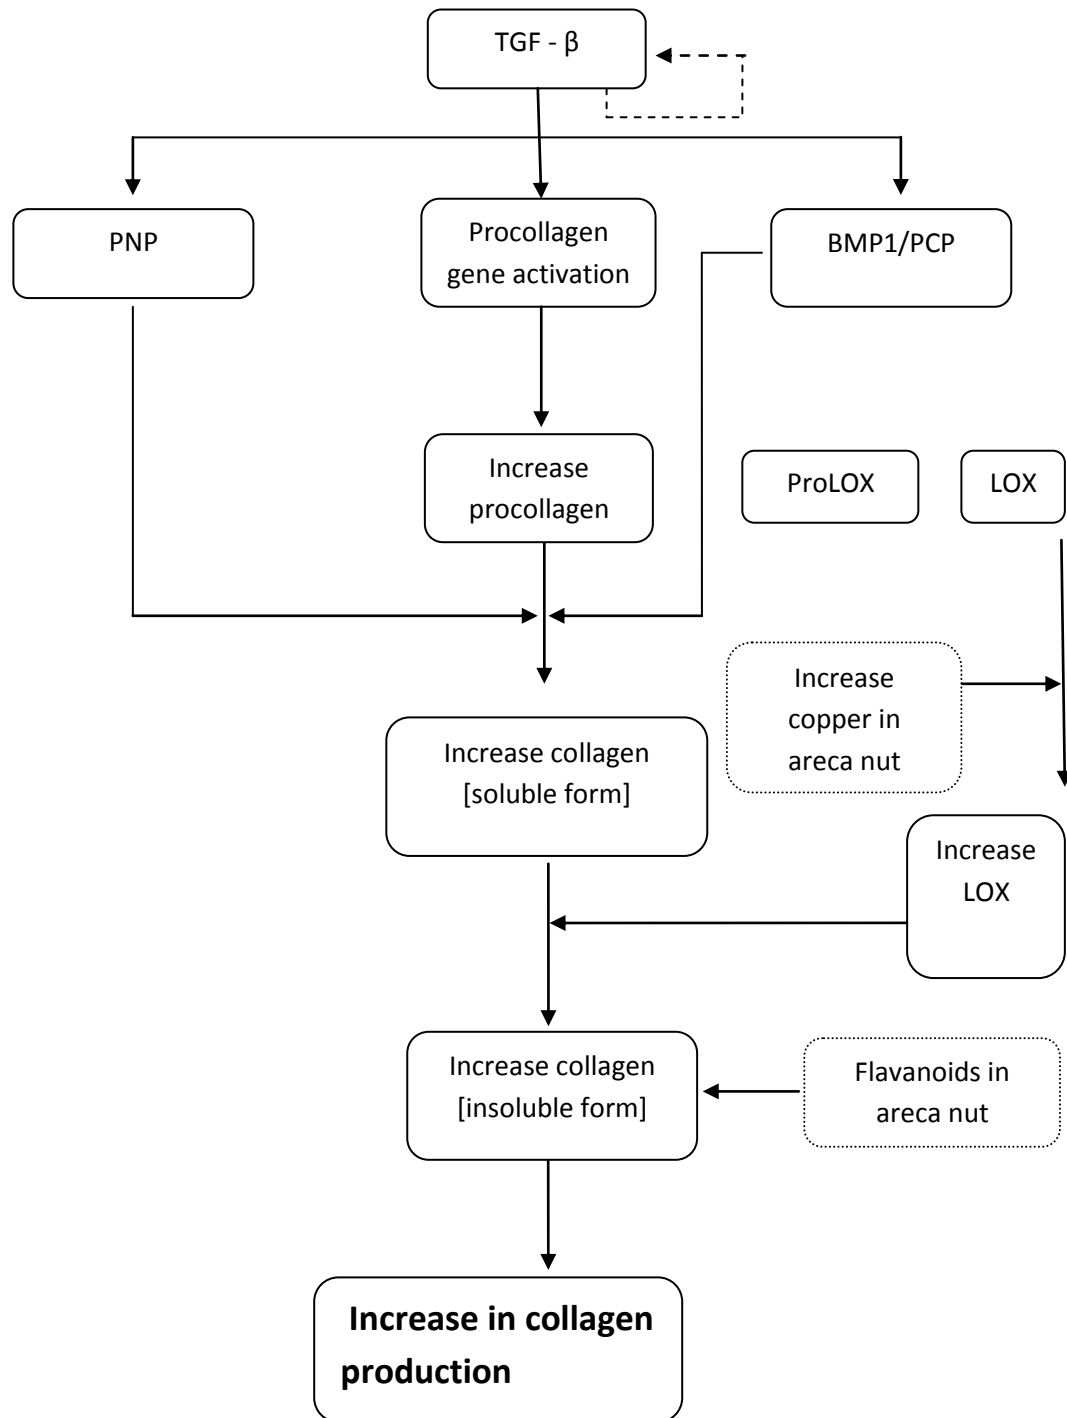 TGF - β
PNP
Procollagen
gene activation
BMP1/PCP
Increase
procollagen
ProLOX
LOX
Increase
copper in
areca nut
Increase collagen
[soluble form]
Increase
LOX
Increase collagen
[insoluble form]
Flavanoids in
areca nut
Increase in collagen
production